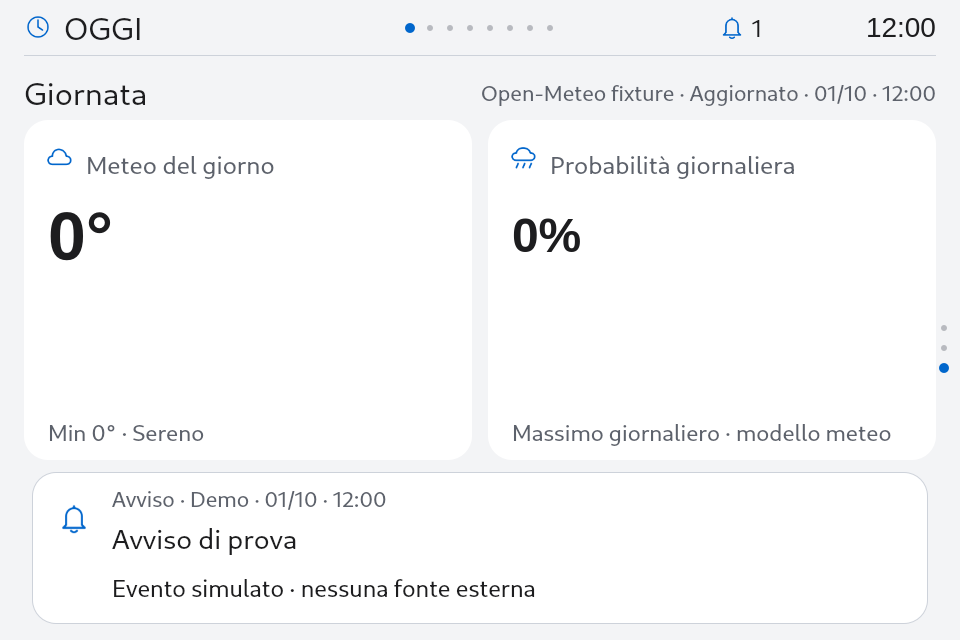 OGGI
1
12:00
Giornata
Open-Meteo fixture · Aggiornato · 01/10 · 12:00
Meteo del giorno
0°
Min 0° · Sereno
Probabilità giornaliera
0%
Massimo giornaliero · modello meteo
Avviso · Demo · 01/10 · 12:00
Avviso di prova
Evento simulato · nessuna fonte esterna